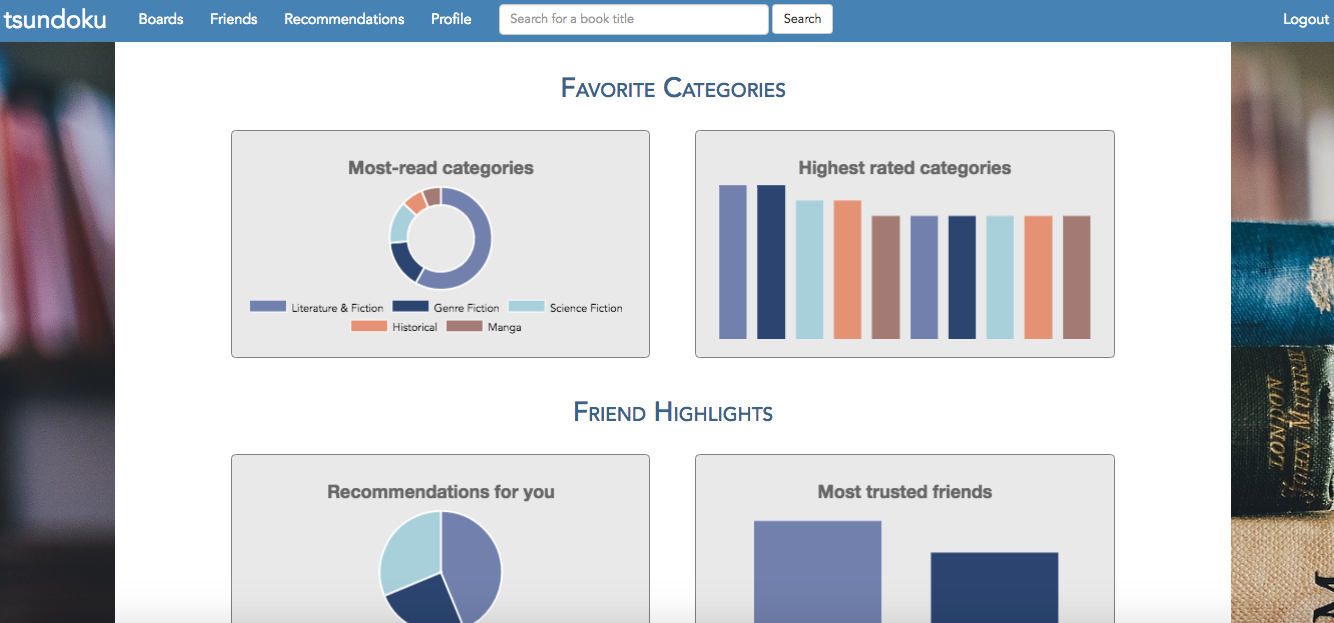 tsundoku Boards Friends Recommendations Profile Search for a book title Search Logout
Favorite Categories
Most-read categories
Highest rated categories
Literature & Fiction Genre Fiction Science Fiction
Historical Manga
Friend Highlights
Recommendations for you
Most trusted friends
LONDON
JOHN MURRAY
M